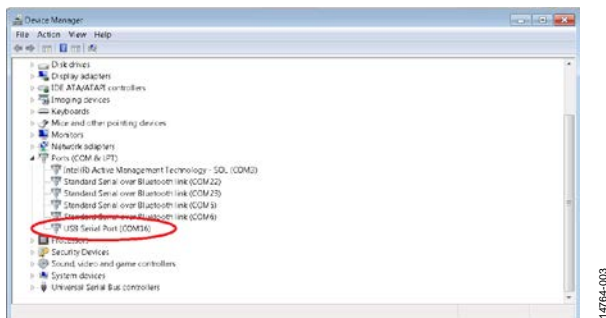 Device Manager
File Action View Help
Disk drives
Display adapters
IDE ATA/ATAPI controllers
Imaging devices
Keyboards
Mice and other pointing devices
Monitors
Network adapters
Ports (COM & LPT)
Intel(R) Active Management Technology - SOL (COM3)
Standard Serial over Bluetooth link (COM22)
Standard Serial over Bluetooth link (COM23)
Standard Serial over Bluetooth link (COM5)
Standard Serial over Bluetooth link (COM6)
USB Serial Port (COM16)
Processors
Security Devices
Sound, video and game controllers
System devices
Universal Serial Bus controllers
14764-003